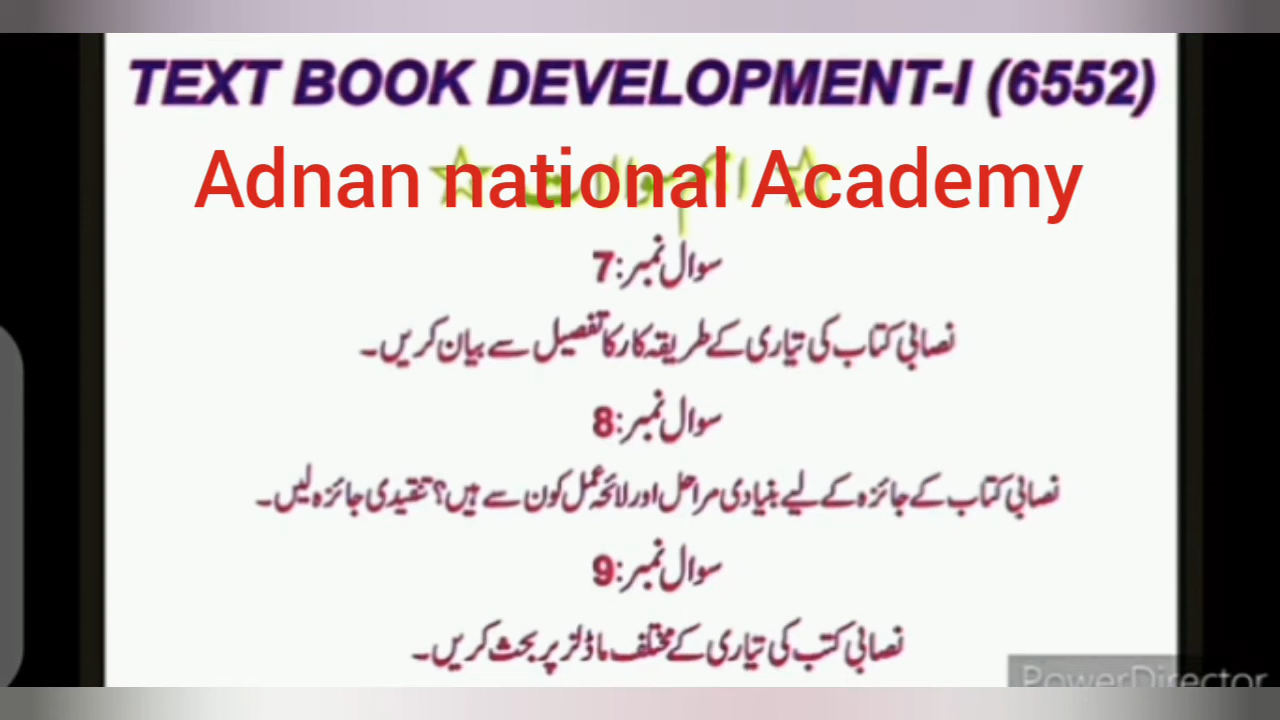 TEXT BOOK DEVELOPMENT-I (6552)
Adnan national Academy
سوال نمبر:7
نصابی کتاب کی تیاری کے طریقہ کار کا تفصیل سے بیان کریں۔
سوال نمبر:8
نصابی کتاب کے جائزہ کے لیے بنیادی مراحل اور لائحہ عمل کون سے ہیں؟ تنقیدی جائزہ لیں۔
سوال نمبر:9
نصابی کتب کی تیاری کے مختلف ماڈلز پر بحث کریں۔
PowerDirector